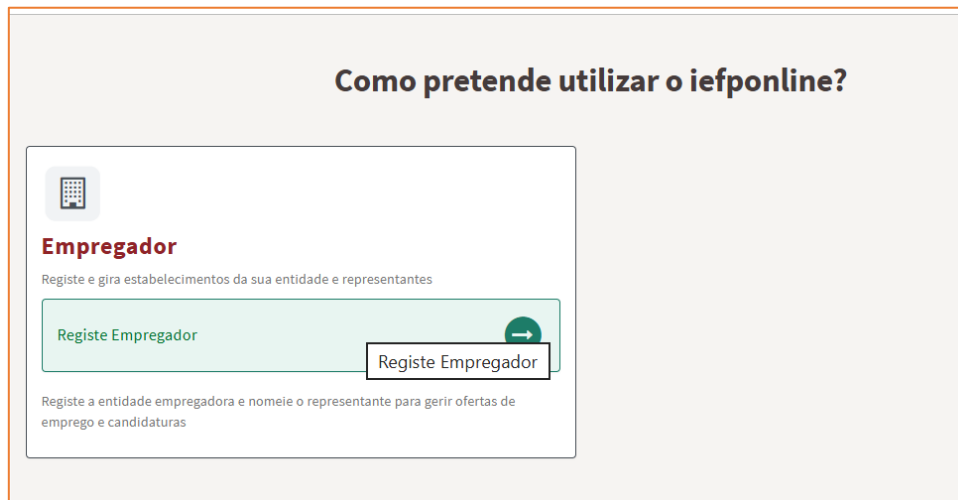 Como pretende utilizar o iefponline?
Empregador
Registe e gira estabelecimentos da sua entidade e representantes
Registe Empregador
Registe Empregador
Registe a entidade empregadora e nomeie o representante para gerir ofertas de
emprego e candidaturas